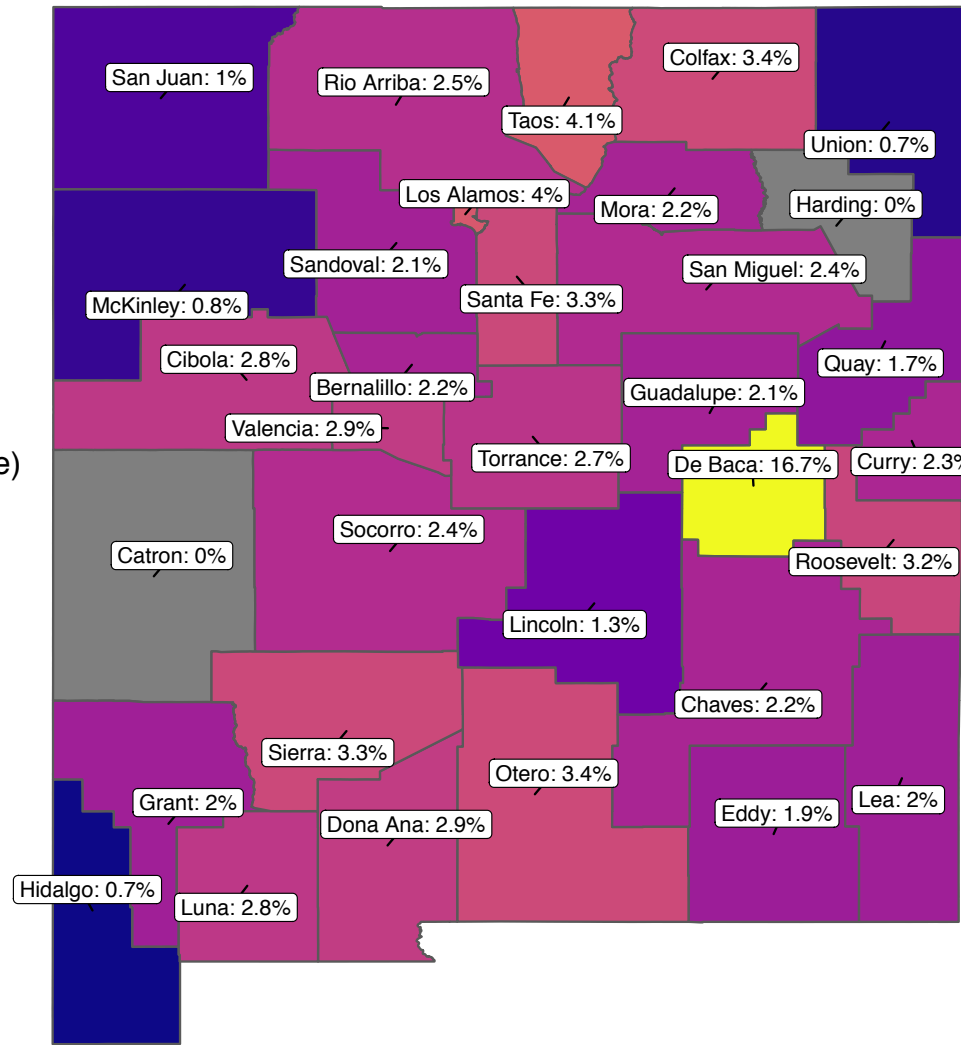 Colfax: 3.4%
San Juan: 1%
Rio Arriba: 2.5%
Taos: 4.1%
Union: 0.7%
Los Alamos: 4%
Mora: 2.2%
Harding: 0%
Sandoval: 2.1%
San Miguel: 2.4%
McKinley: 0.8%
Santa Fe: 3.3%
Cibola: 2.8%
Quay: 1.7%
Bernalillo: 2.2%
Guadalupe: 2.1%
Valencia: 2.9%
e)
Torrance: 2.7%
De Baca: 16.7%
Curry: 2.3%
Socorro: 2.4%
Catron: 0%
Roosevelt: 3.2%
Lincoln: 1.3%
Chaves: 2.2%
Sierra: 3.3%
Otero: 3.4%
Grant: 2%
Lea: 2%
Dona Ana: 2.9%
Eddy: 1.9%
Hidalgo: 0.7%
Luna: 2.8%